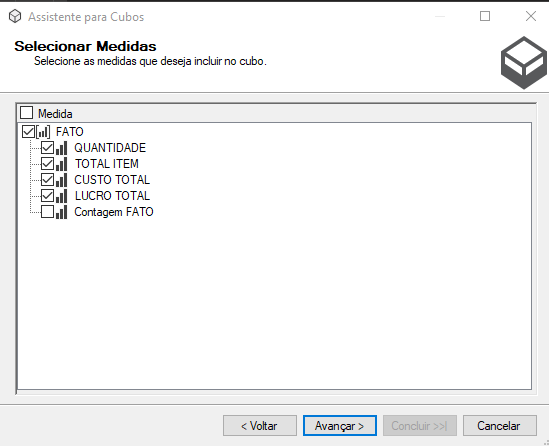 Assistente para Cubos
Selecionar Medidas
Selecione as medidas que deseja incluir no cubo.
Medida
FATO
QUANTIDADE
TOTAL ITEM
CUSTO TOTAL
LUCRO TOTAL
Contagem FATO
< Voltar
Avançar >
Concluir >>|
Cancelar